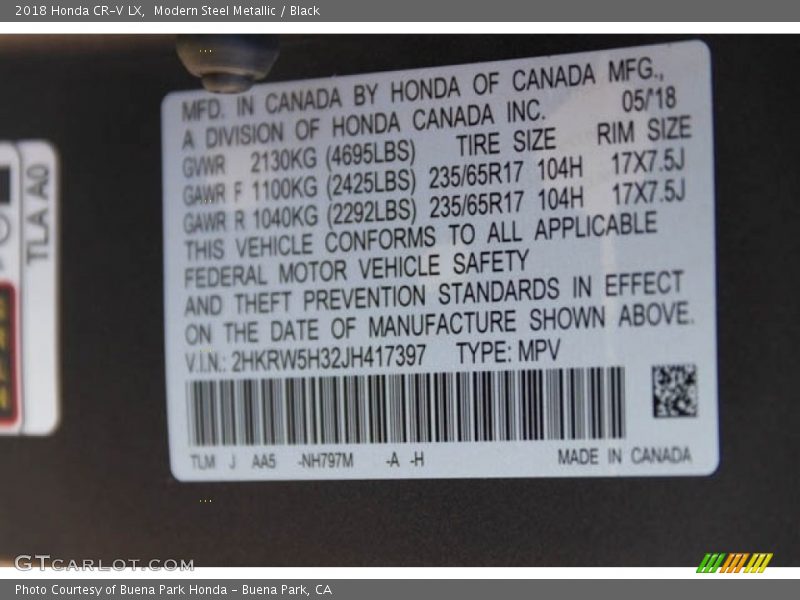 2018 Honda CR-V LX,  Modern Steel Metallic / Black
MFD. IN CANADA BY HONDA OF CANADA MFG.,
A DIVISION OF HONDA CANADA INC. 05/'18
GVWR 2130KG (4695LBS) TIRE SIZE RIM SIZE
GAWR F 1100KG (2425LBS) 235/65R17 104H 17X7.5J
GAWR R 1040KG (2292LBS) 235/65R17 104H 17X7.5J
THIS VEHICLE CONFORMS TO ALL APPLICABLE
FEDERAL MOTOR VEHICLE SAFETY
AND THEFT PREVENTION STANDARDS IN EFFECT
ON THE DATE OF MANUFACTURE SHOWN ABOVE.
V.I.N.: 2HKRW5H32JH417397 TYPE: MPV
TLM J AA5 -NH797M -A -H MADE IN CANADA
TLA A0
GTCARLOT.COM
Photo Courtesy of Buena Park Honda - Buena Park, CA